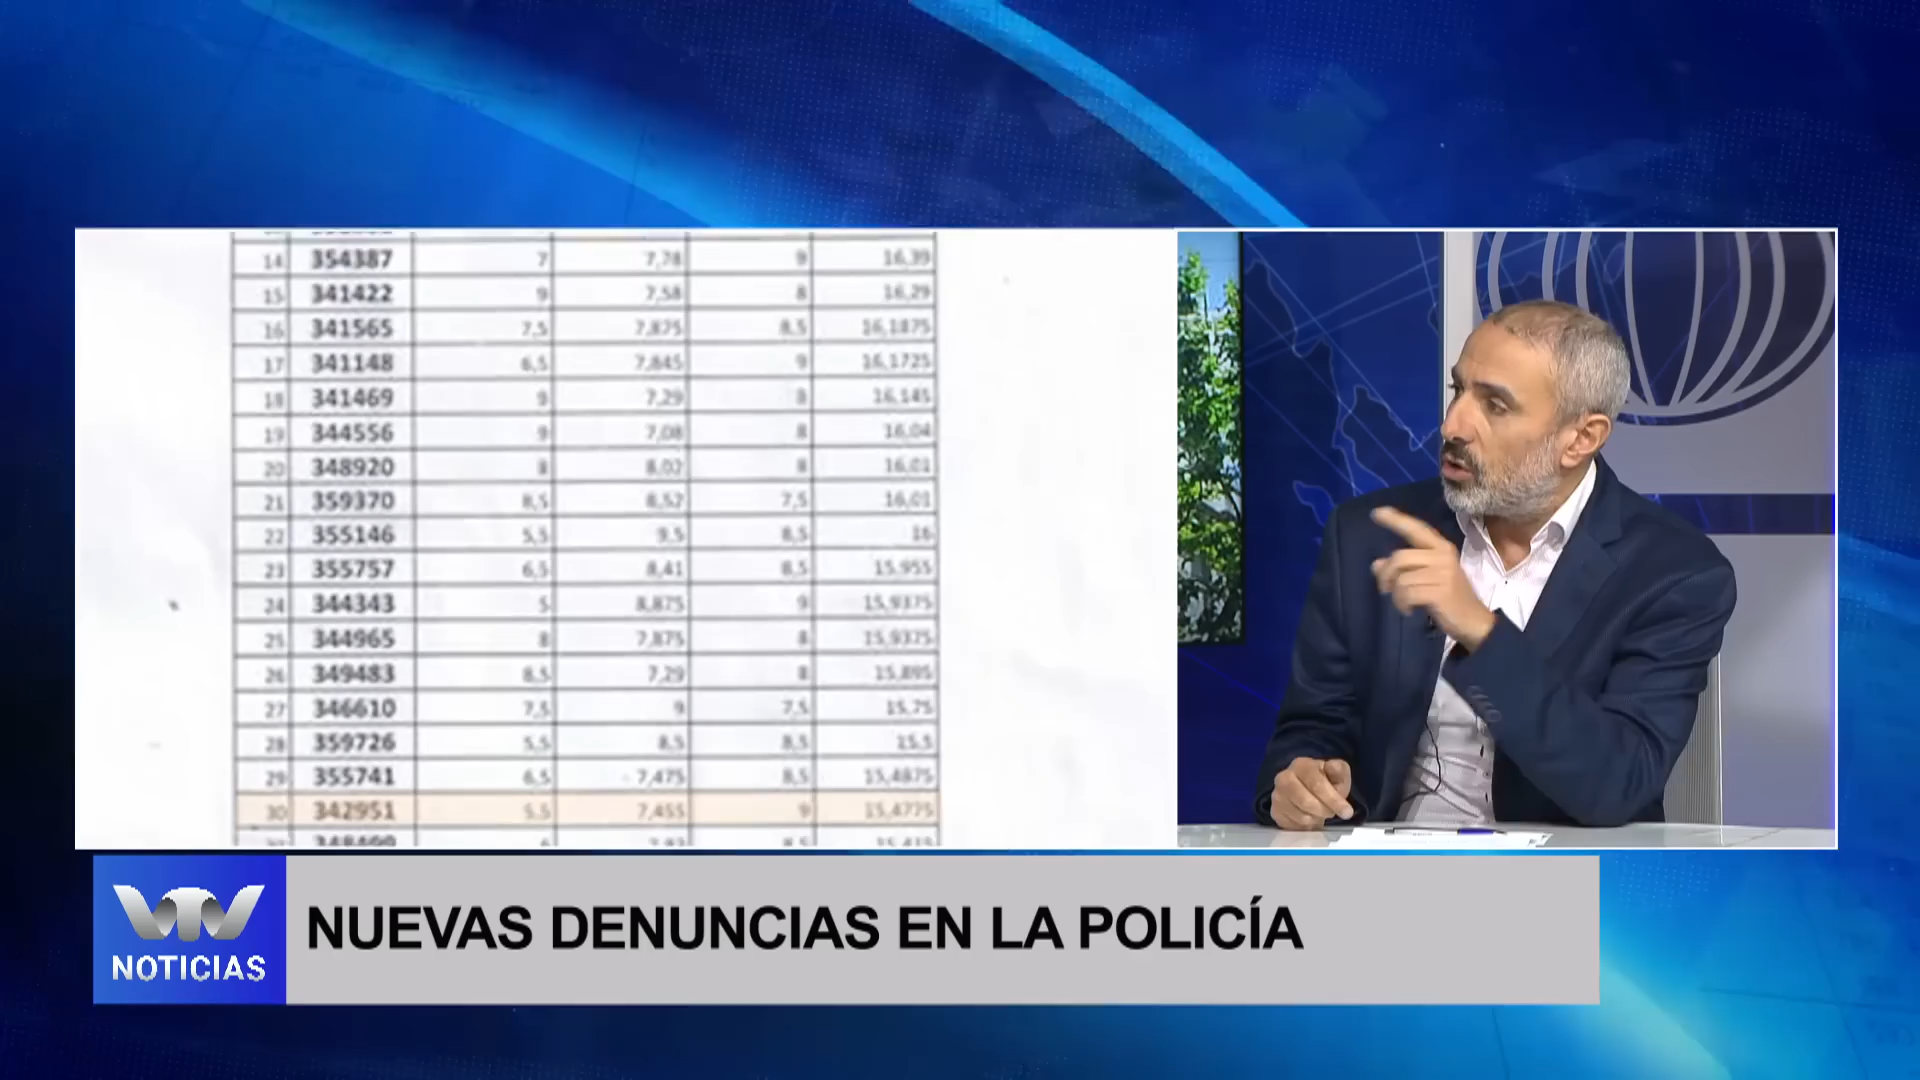 14 354387 7 7,78 9 16,39
15 341422 9 7,58 8 16,29
16 341565 7,5 7,875 8,5 16,1875
17 341148 6,5 7,845 9 16,1725
18 341469 9 7,29 8 16,145
19 344556 9 7,08 8 16,04
20 348920 8 8,02 8 16,01
21 359370 8,5 8,52 7,5 16,01
22 355146 5,5 9,5 8,5 16
23 355757 6,5 8,41 8,5 15,955
24 344343 5 8,875 9 15,9375
25 344965 8 7,875 8 15,9375
26 349483 8,5 7,29 8 15,895
27 346610 7,5 9 7,5 15,75
28 359726 5,5 8,5 8,5 15,5
29 355741 6,5 7,475 8,5 15,4875
30 342951 5,5 7,455 9 15,4775
VTV
NOTICIAS
NUEVAS DENUNCIAS EN LA POLICÍA